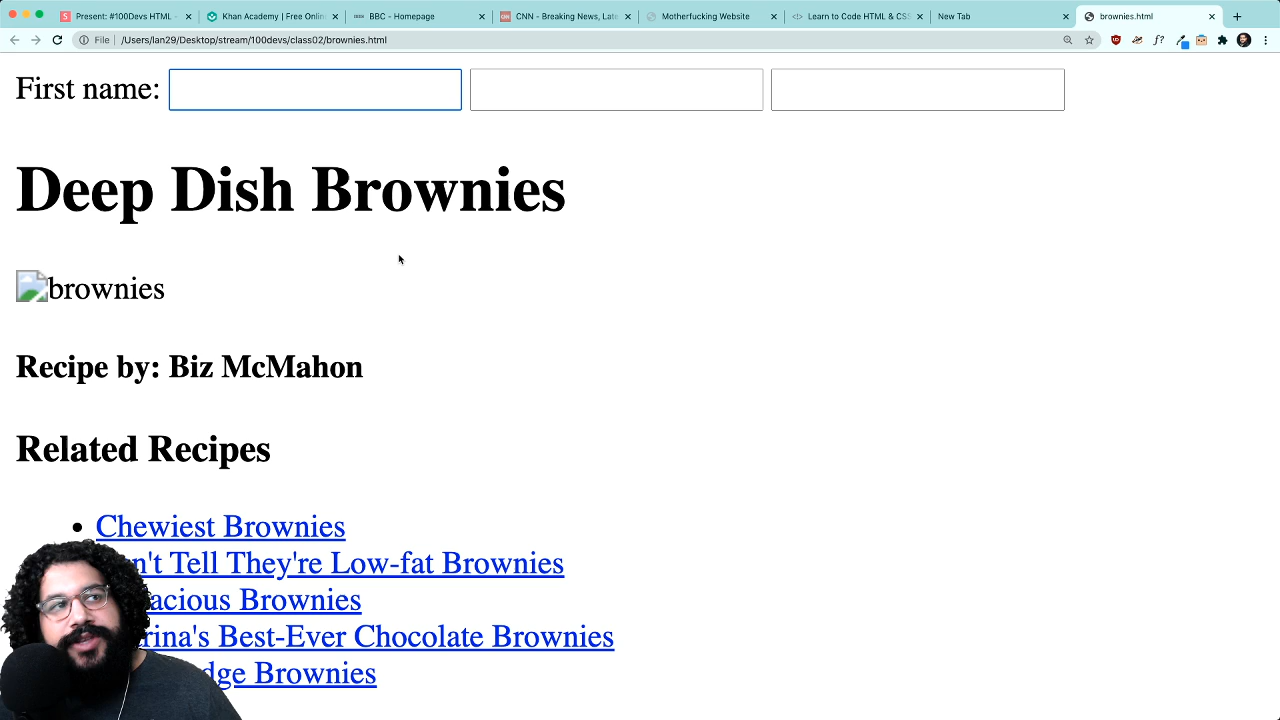 Present: #100Devs HTML -
Khan Academy | Free Onlin
BBC - Homepage
CNN - Breaking News, Late
Motherfucking Website
Learn to Code HTML & CSS
New Tab
brownies.html
File
/Users/lan29/Desktop/stream/100devs/class02/brownies.html
First name:
Deep Dish Brownies
brownies
Recipe by: Biz McMahon
Related Recipes
• Chewiest Brownies
n't Tell They're Low-fat Brownies
acious Brownies
rina's Best-Ever Chocolate Brownies
dge Brownies